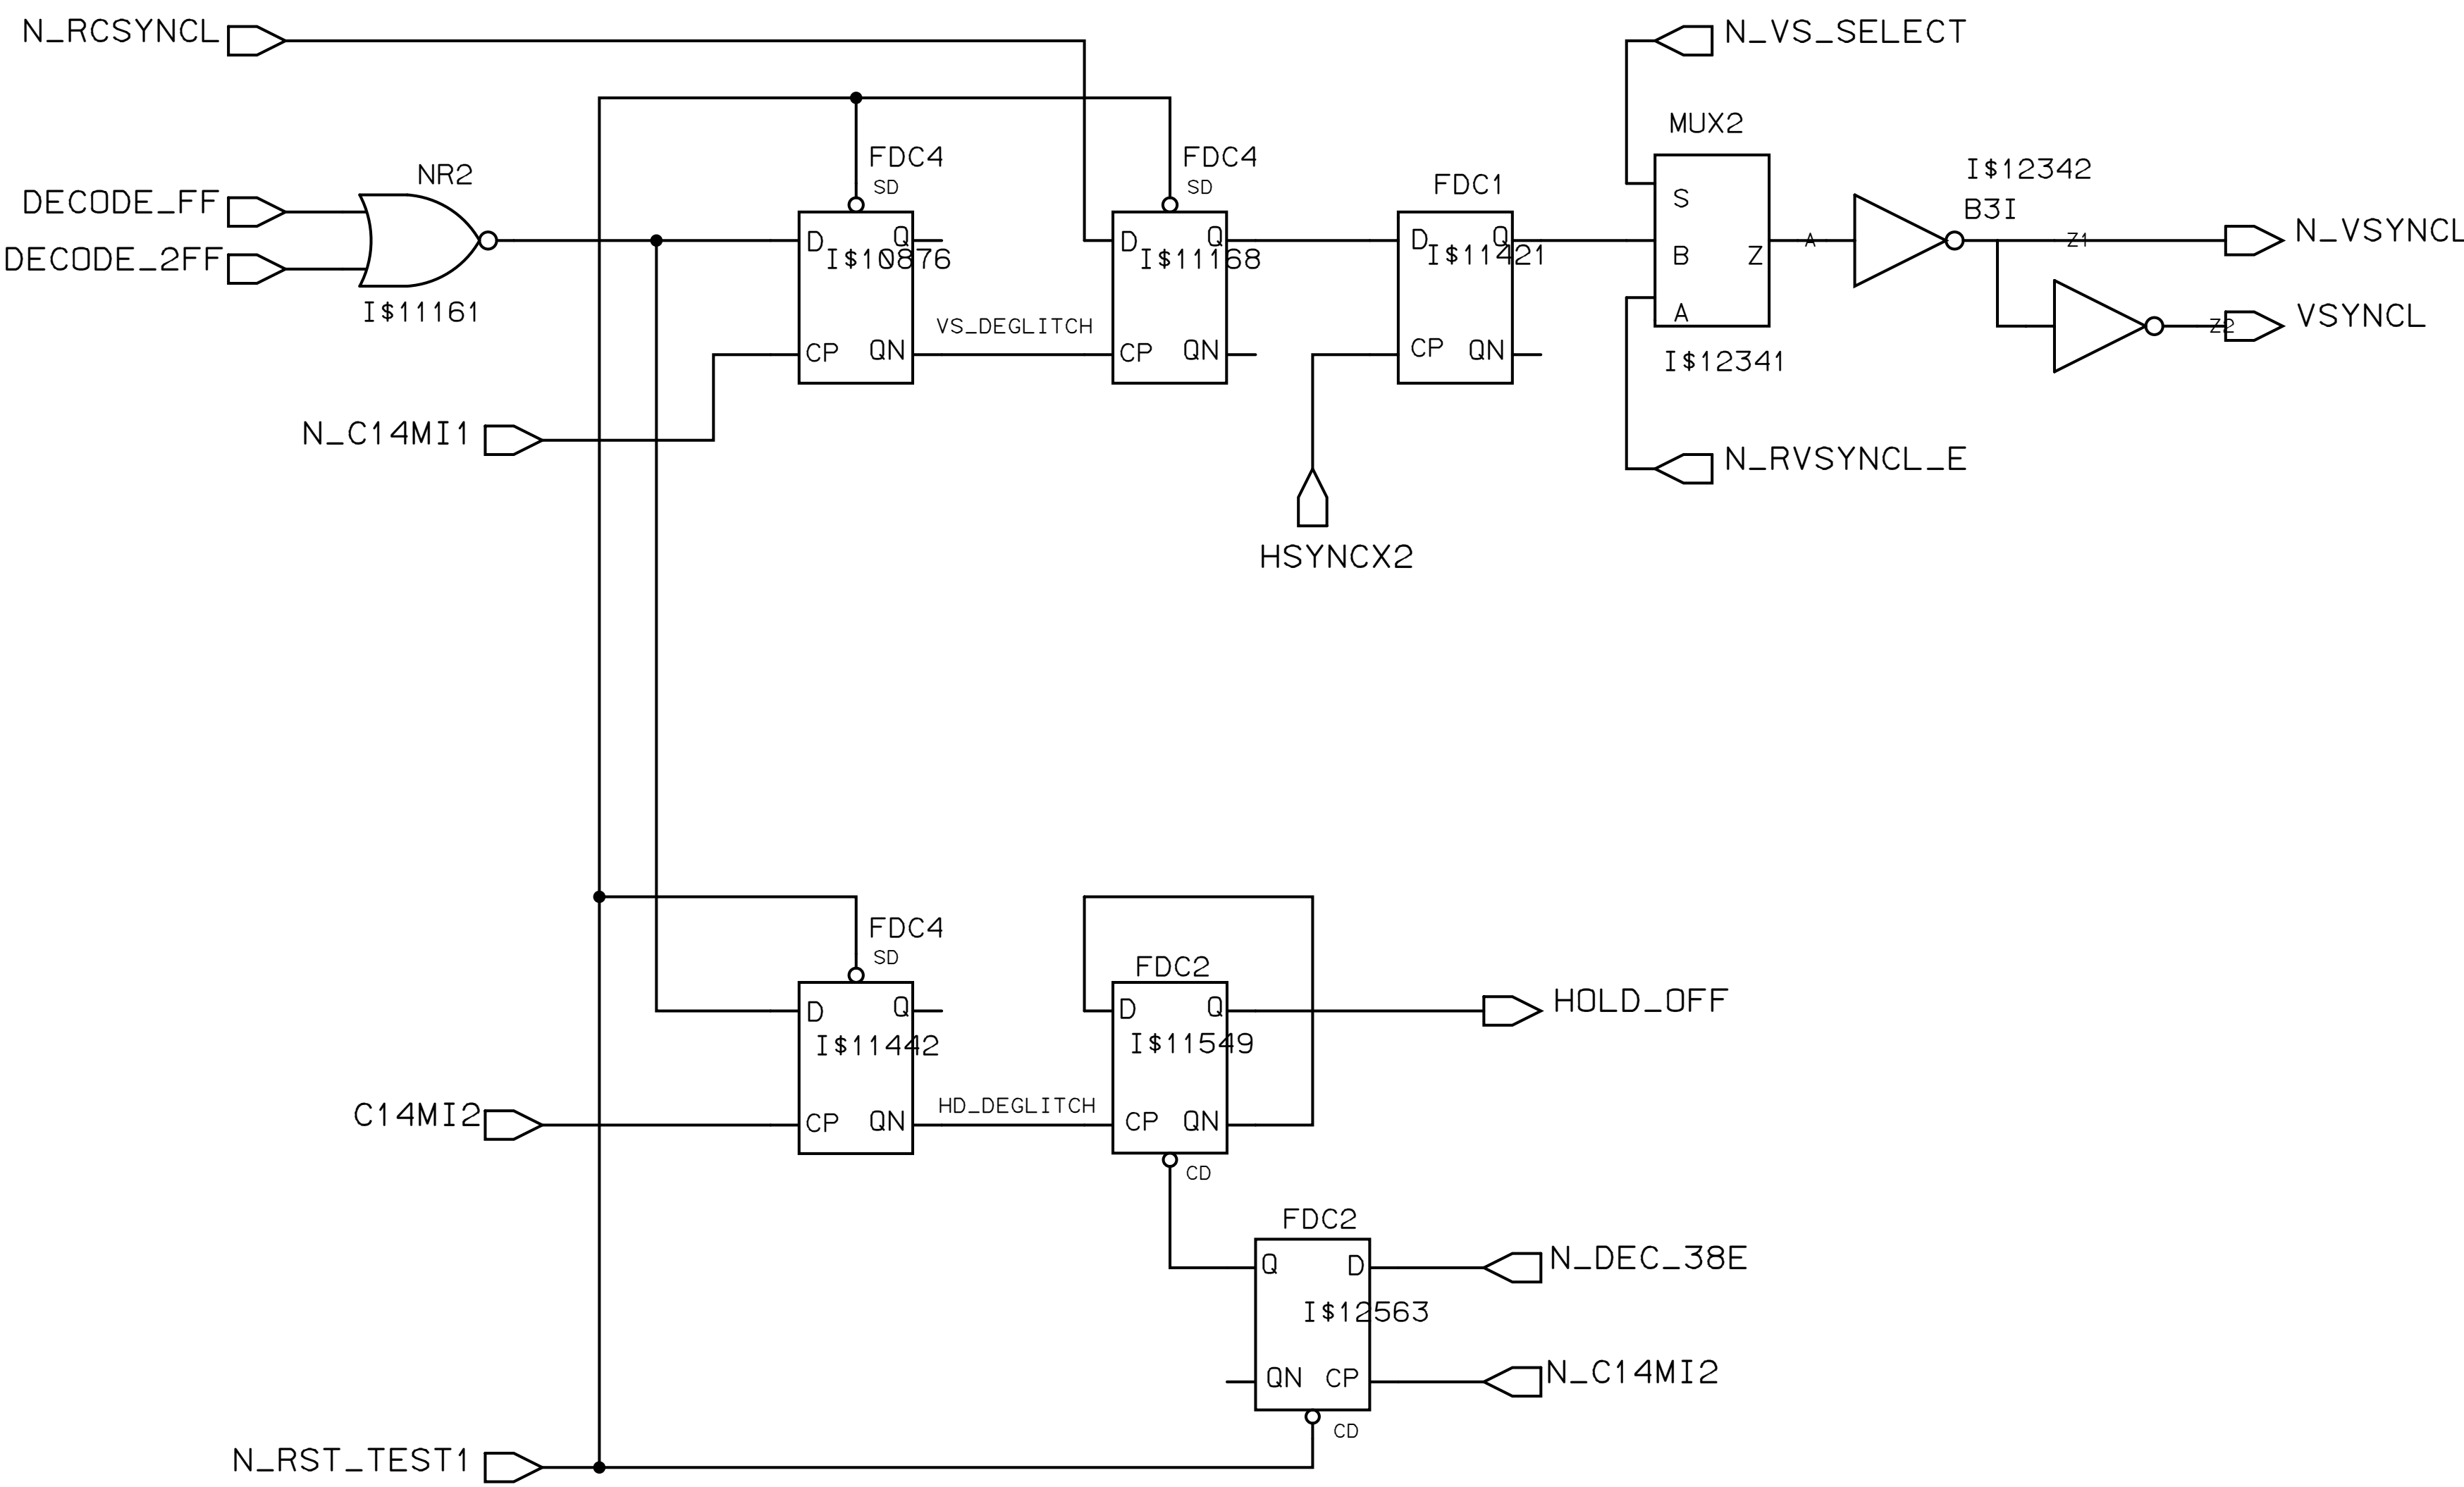 N_RCSYNCL
N_VS_SELECT
MUX2
FDC4
SD
FDC4
SD
FDC1
I$12342
B3I
NR2
DECODE_FF
DECODE_2FF
I$11161
D Q
I$10876
CP QN
VS_DEGLITCH
D Q
I$11168
CP QN
D Q
I$11421
CP QN
S
B Z
A
I$12341
A
Z1
N_VSYNCL
Z2
VSYNCL
N_C14MI1
N_RVSYNCL_E
HSYNCX2
FDC4
SD
FDC2
D Q
I$11442
CP QN
C14MI2
HD_DEGLITCH
D Q
I$11549
CP QN
CD
HOLD_OFF
FDC2
Q D
I$12563
QN CP
CD
N_DEC_38E
N_C14MI2
N_RST_TEST1